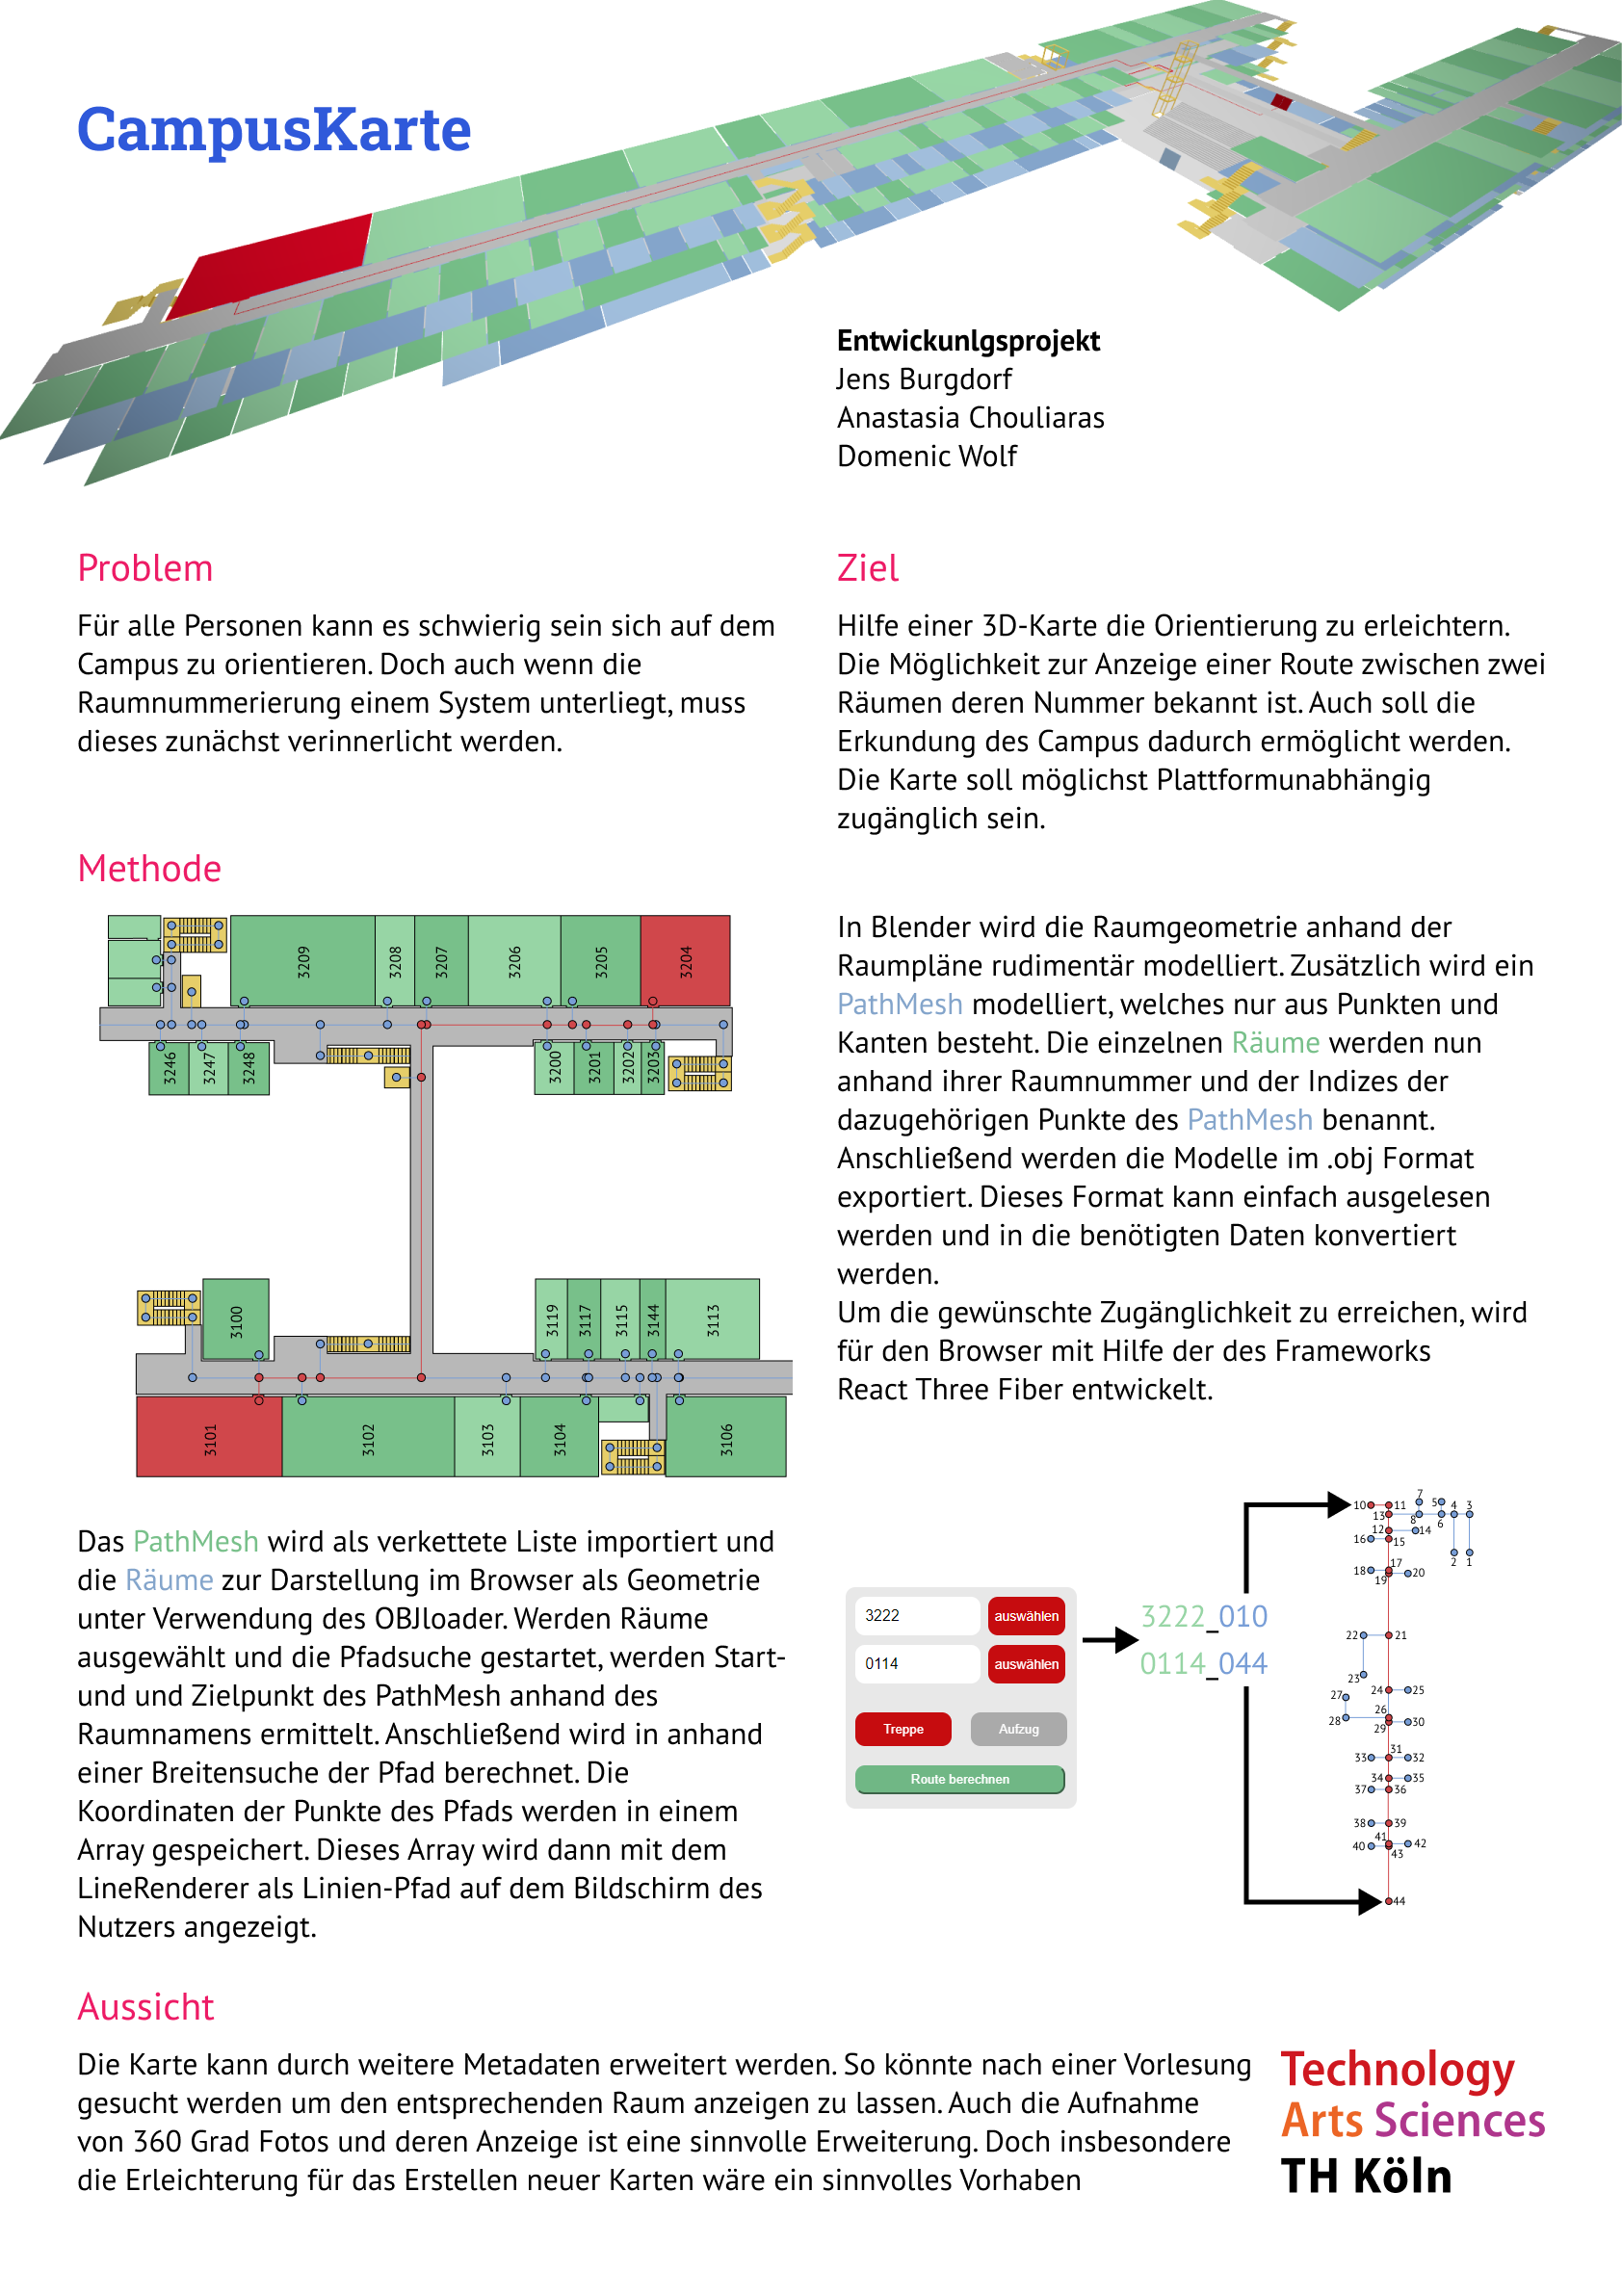 CampusKarte
Entwickunlgsprojekt
Jens Burgdorf
Anastasia Chouliaras
Domenic Wolf
Problem
Für alle Personen kann es schwierig sein sich auf dem
Campus zu orientieren. Doch auch wenn die
Raumnummerierung einem System unterliegt, muss
dieses zunächst verinnerlicht werden.
Ziel
Hilfe einer 3D-Karte die Orientierung zu erleichtern.
Die Möglichkeit zur Anzeige einer Route zwischen zwei
Räumen deren Nummer bekannt ist. Auch soll die
Erkundung des Campus dadurch ermöglicht werden.
Die Karte soll möglichst Plattformunabhängig
zugänglich sein.
Methode
3209
3208
3207
3206
3205
3204
3246
3247
3248
3200
3201
3202
3203
3100
3119
3117
3115
3144
3113
3101
3102
3103
3104
3106
In Blender wird die Raumgeometrie anhand der
Raumpläne rudimentär modelliert. Zusätzlich wird ein
PathMesh modelliert, welches nur aus Punkten und
Kanten besteht. Die einzelnen Räume werden nun
anhand ihrer Raumnummer und der Indizes der
dazugehörigen Punkte des PathMesh benannt.
Anschließend werden die Modelle im .obj Format
exportiert. Dieses Format kann einfach ausgelesen
werden und in die benötigten Daten konvertiert
werden.
Um die gewünschte Zugänglichkeit zu erreichen, wird
für den Browser mit Hilfe der des Frameworks
React Three Fiber entwickelt.
Das PathMesh wird als verkettete Liste importiert und
die Räume zur Darstellung im Browser als Geometrie
unter Verwendung des OBJloader. Werden Räume
ausgewählt und die Pfadsuche gestartet, werden Start-
und und Zielpunkt des PathMesh anhand des
Raumnamens ermittelt. Anschließend wird in anhand
einer Breitensuche der Pfad berechnet. Die
Koordinaten der Punkte des Pfads werden in einem
Array gespeichert. Dieses Array wird dann mit dem
LineRenderer als Linien-Pfad auf dem Bildschirm des
Nutzers angezeigt.
3222 auswählen
0114 auswählen
Treppe Aufzug
Route berechnen
3222_010
0114_044
7
10 11 5 4 3
13 8 6
12 14
16 15
2 1
17
18 20
19
22 21
23
24 25
27
26
28 30
29
31
33 32
34 35
37 36
38 39
41 42
40 43
44
Aussicht
Die Karte kann durch weitere Metadaten erweitert werden. So könnte nach einer Vorlesung
gesucht werden um den entsprechenden Raum anzeigen zu lassen. Auch die Aufnahme
von 360 Grad Fotos und deren Anzeige ist eine sinnvolle Erweiterung. Doch insbesondere
die Erleichterung für das Erstellen neuer Karten wäre ein sinnvolles Vorhaben
Technology
Arts Sciences
TH Köln